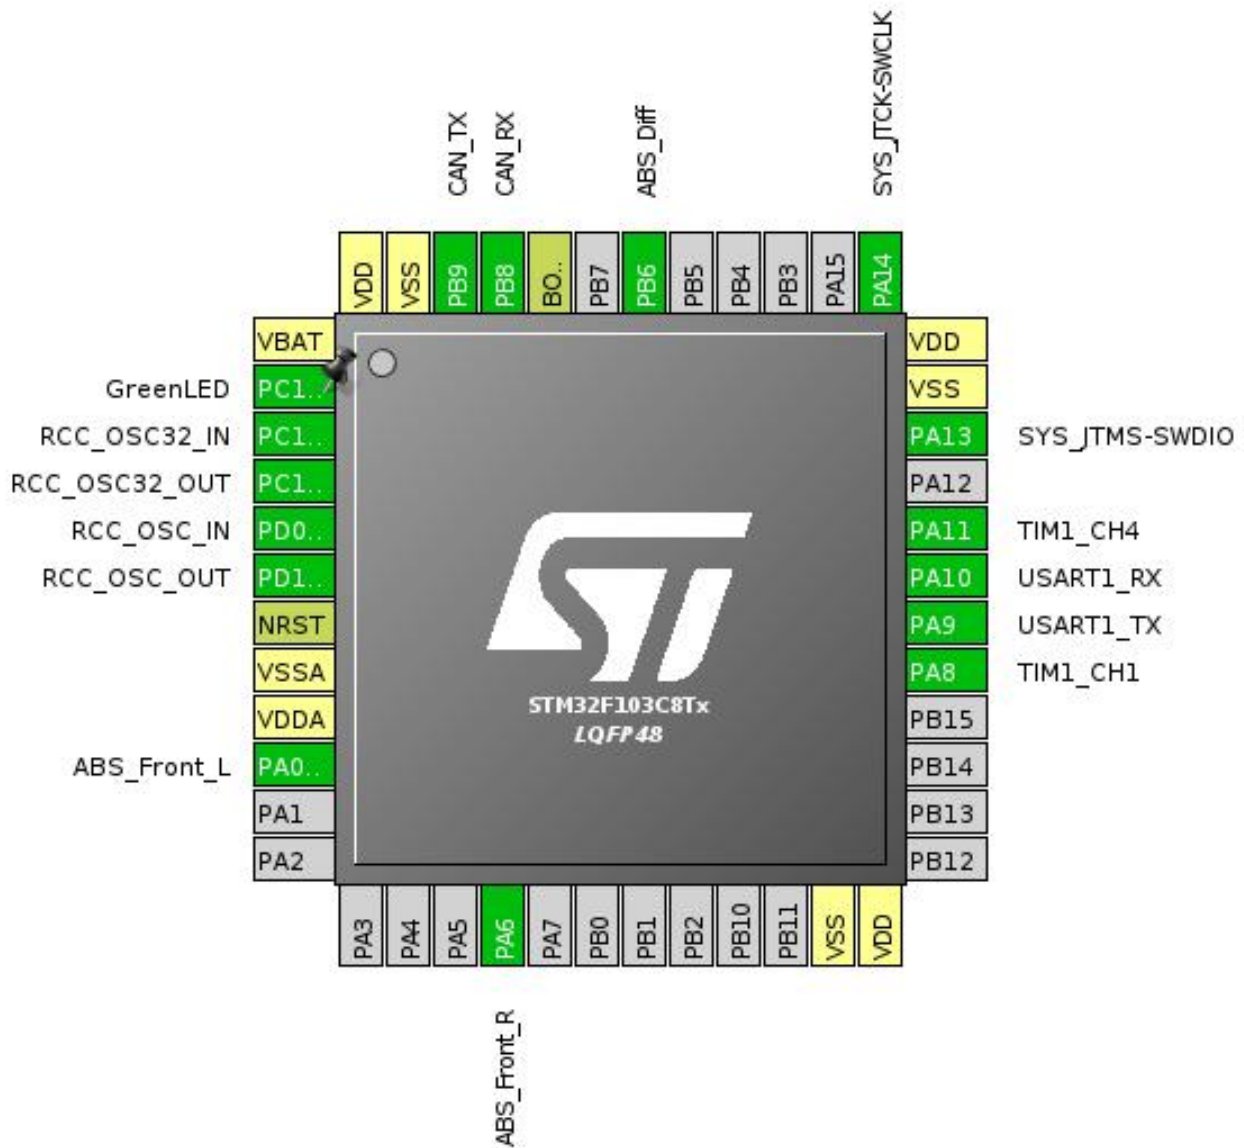 CAN_TX
CAN_RX
ABS_Diff
SYS_JTCK-SWCLK
VDD
VSS
PB9
PB8
BO..
PB7
PB6
PB5
PB4
PB3
PA15
PA14
VBAT
GreenLED PC1..
RCC_OSC32_IN PC1..
RCC_OSC32_OUT PC1..
RCC_OSC_IN PD0..
RCC_OSC_OUT PD1..
NRST
VSSA
VDDA
ABS_Front_L PA0..
PA1
PA2
ST
STM32F103C8Tx
LQFP48
VDD
VSS
PA13 SYS_JTMS-SWDIO
PA12
PA11 TIM1_CH4
PA10 USART1_RX
PA9 USART1_TX
PA8 TIM1_CH1
PB15
PB14
PB13
PB12
PA3
PA4
PA5
PA6
PA7
PB0
PB1
PB2
PB10
PB11
VSS
VDD
ABS_Front_R